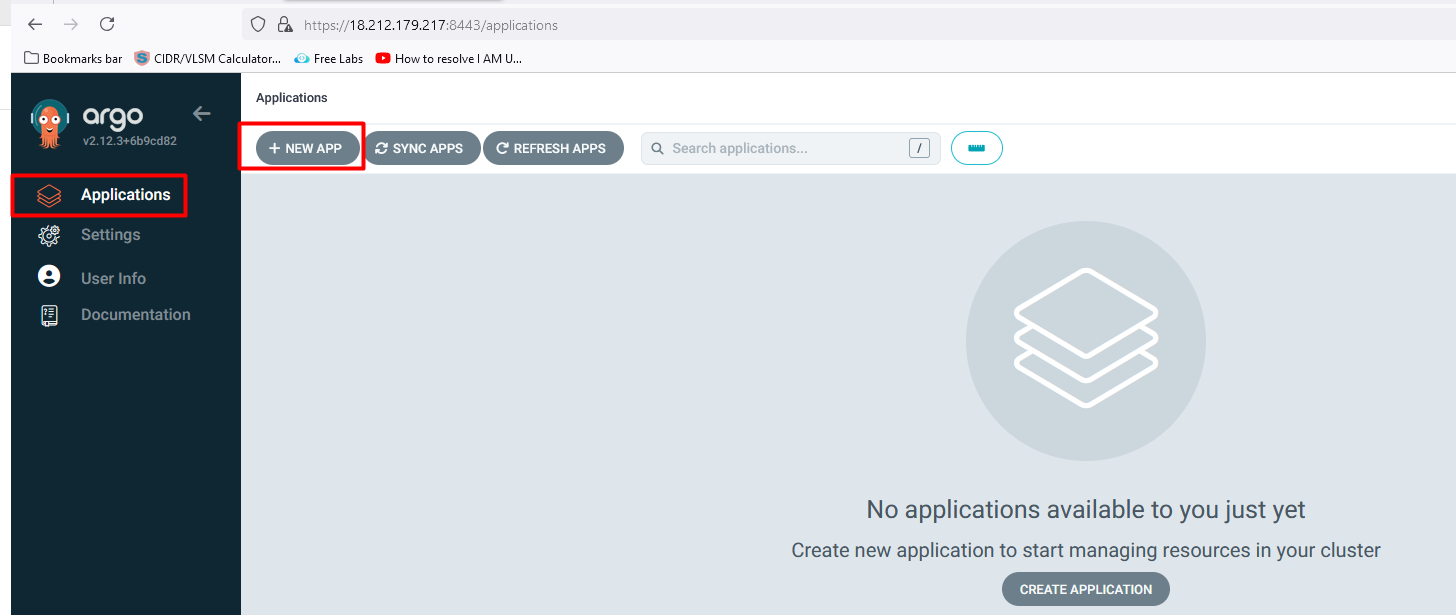 https://18.212.179.217:8443/applications
Bookmarks bar CIDR/VLSM Calculator... Free Labs How to resolve I AM U...
argo
v2.12.3+6b9cd82
Applications
Settings
User Info
Documentation
Applications
+ NEW APP SYNC APPS REFRESH APPS Search applications... /
No applications available to you just yet
Create new application to start managing resources in your cluster
CREATE APPLICATION